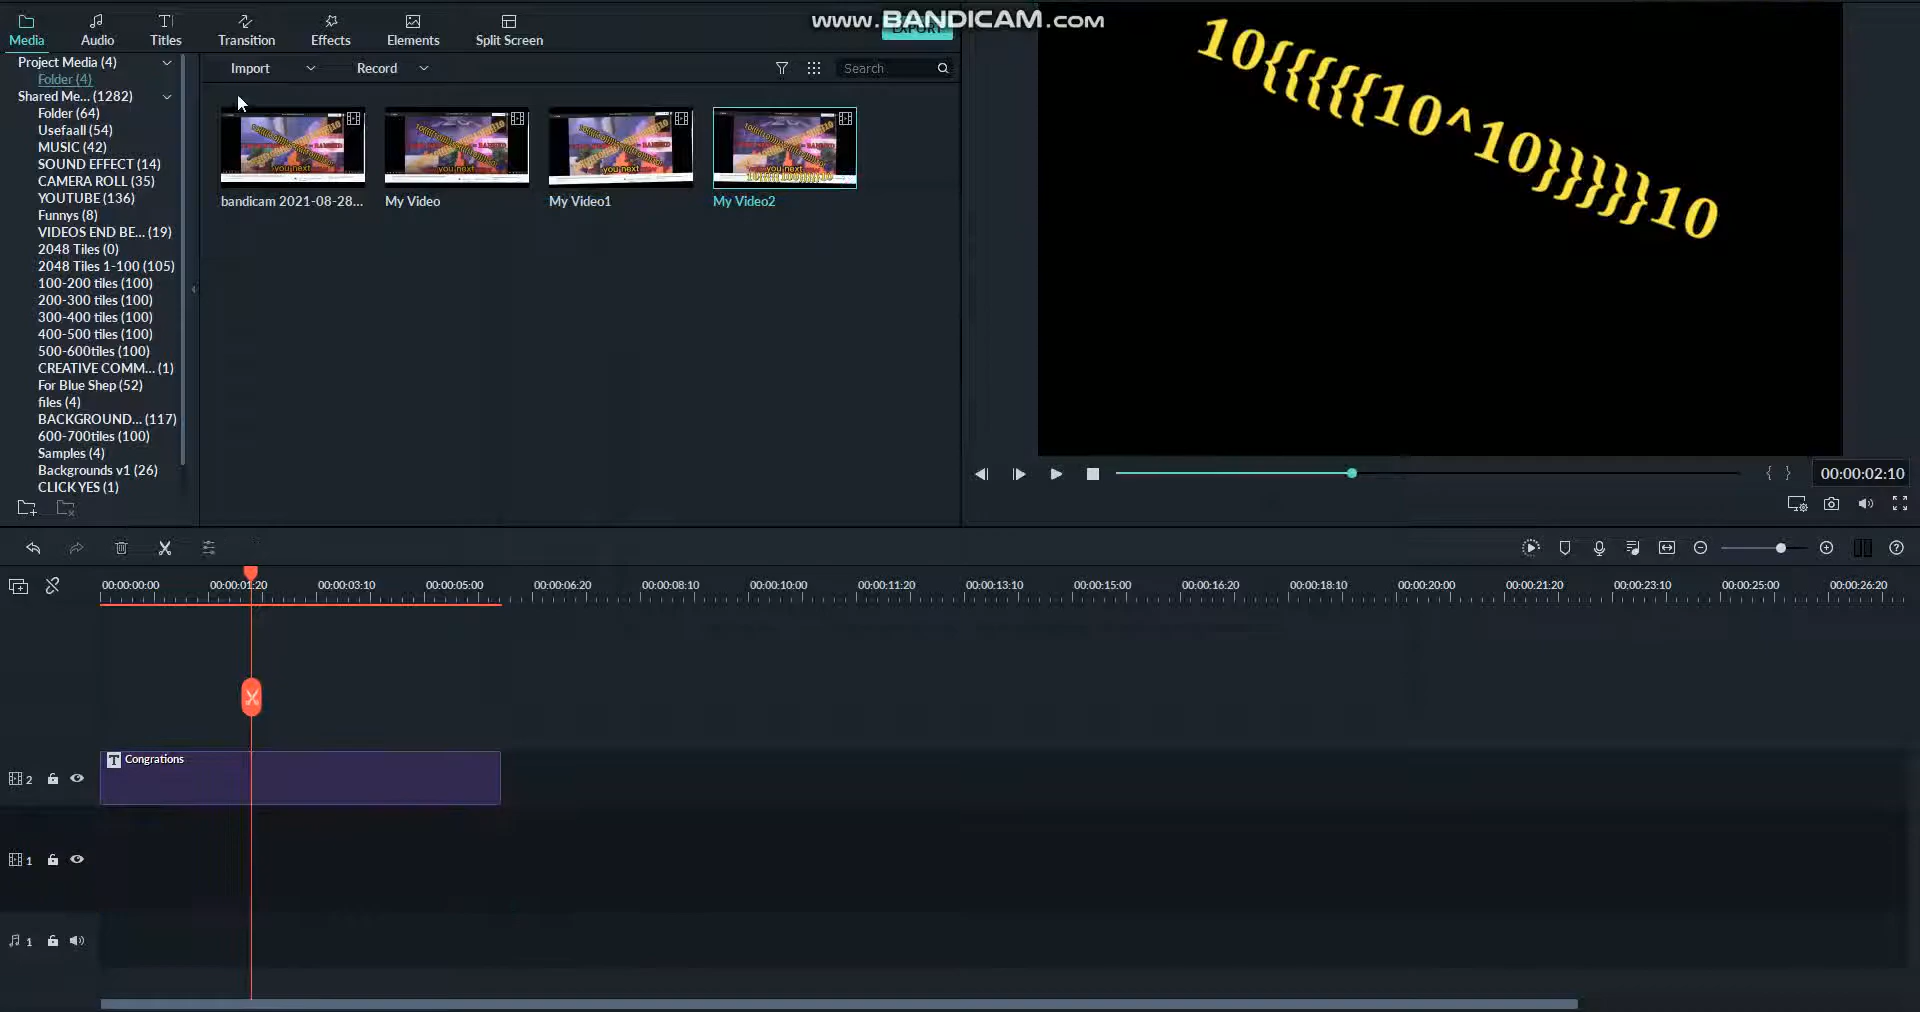 www.BANDICAM.com
Media
Audio
Titles
Transition
Effects
Elements
Split Screen
EXPORT
Import
Record
Search
Project Media (4)
Folder (4)
Shared Me... (1282)
Folder (64)
Usefaall (54)
MUSIC (42)
SOUND EFFECT (14)
CAMERA ROLL (35)
YOUTUBE (136)
Funnys (8)
VIDEOS END BE... (19)
2048 Tiles (0)
2048 Tiles 1-100 (105)
100-200 tiles (100)
200-300 tiles (100)
300-400 tiles (100)
400-500 tiles (100)
500-600tiles (100)
CREATIVE COMM... (1)
For Blue Shep (52)
files (4)
BACKGROUND... (117)
600-700tiles (100)
Samples (4)
Backgrounds v1 (26)
CLICK YES (1)
you next
you next
you next
you next
bandicam 2021-08-28...
My Video
My Video1
My Video2
10{{{{{10^10}}}}}10
00:00:02:10
00:00:00:00
00:00:01:20
00:00:03:10
00:00:05:00
00:00:06:20
00:00:08:10
00:00:10:00
00:00:11:20
00:00:13:10
00:00:15:00
00:00:16:20
00:00:18:10
00:00:20:00
00:00:21:20
00:00:23:10
00:00:25:00
00:00:26:20
T Congrations
2
1
1